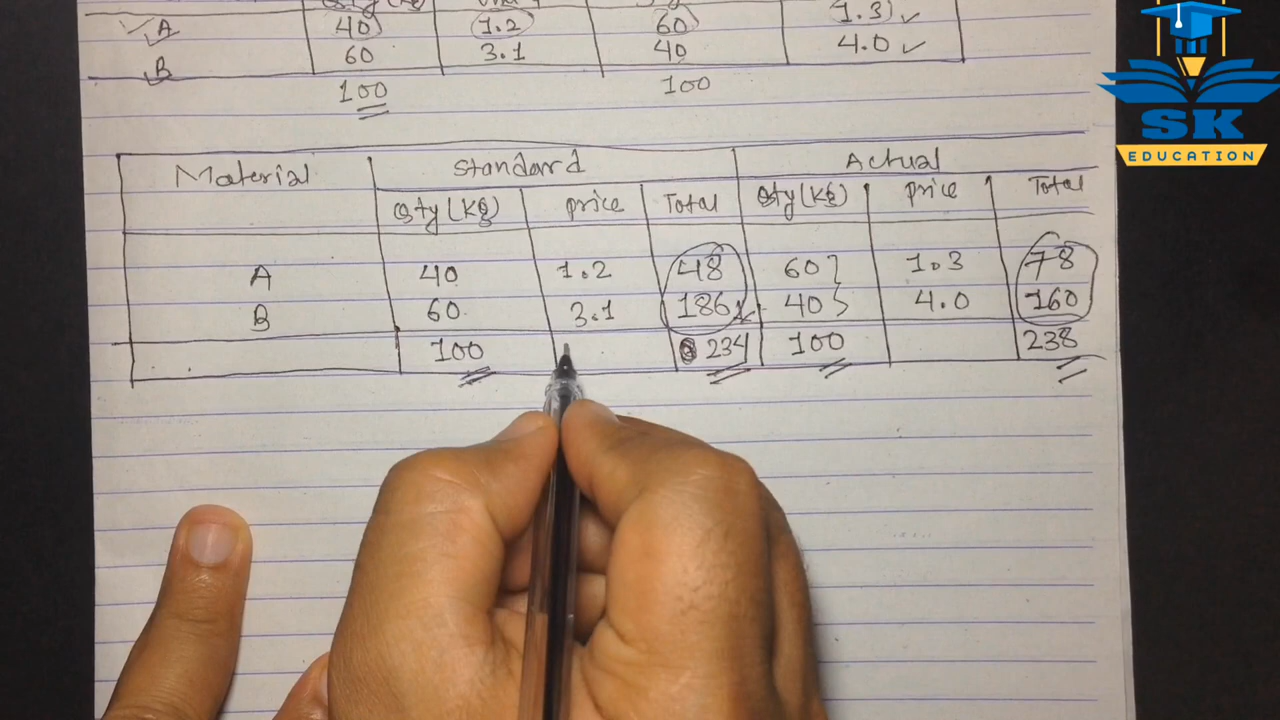 Qty (kg)
A 40 1.2 60 1.3
B 60 3.1 40 4.0
100 100
SK
EDUCATION
Material Standard Actual
Qty (kg) price Total Qty (kg) price Total
A 40 1.2 48 60 1.3 78
B 60 3.1 186 40 4.0 160
100 234 100 238